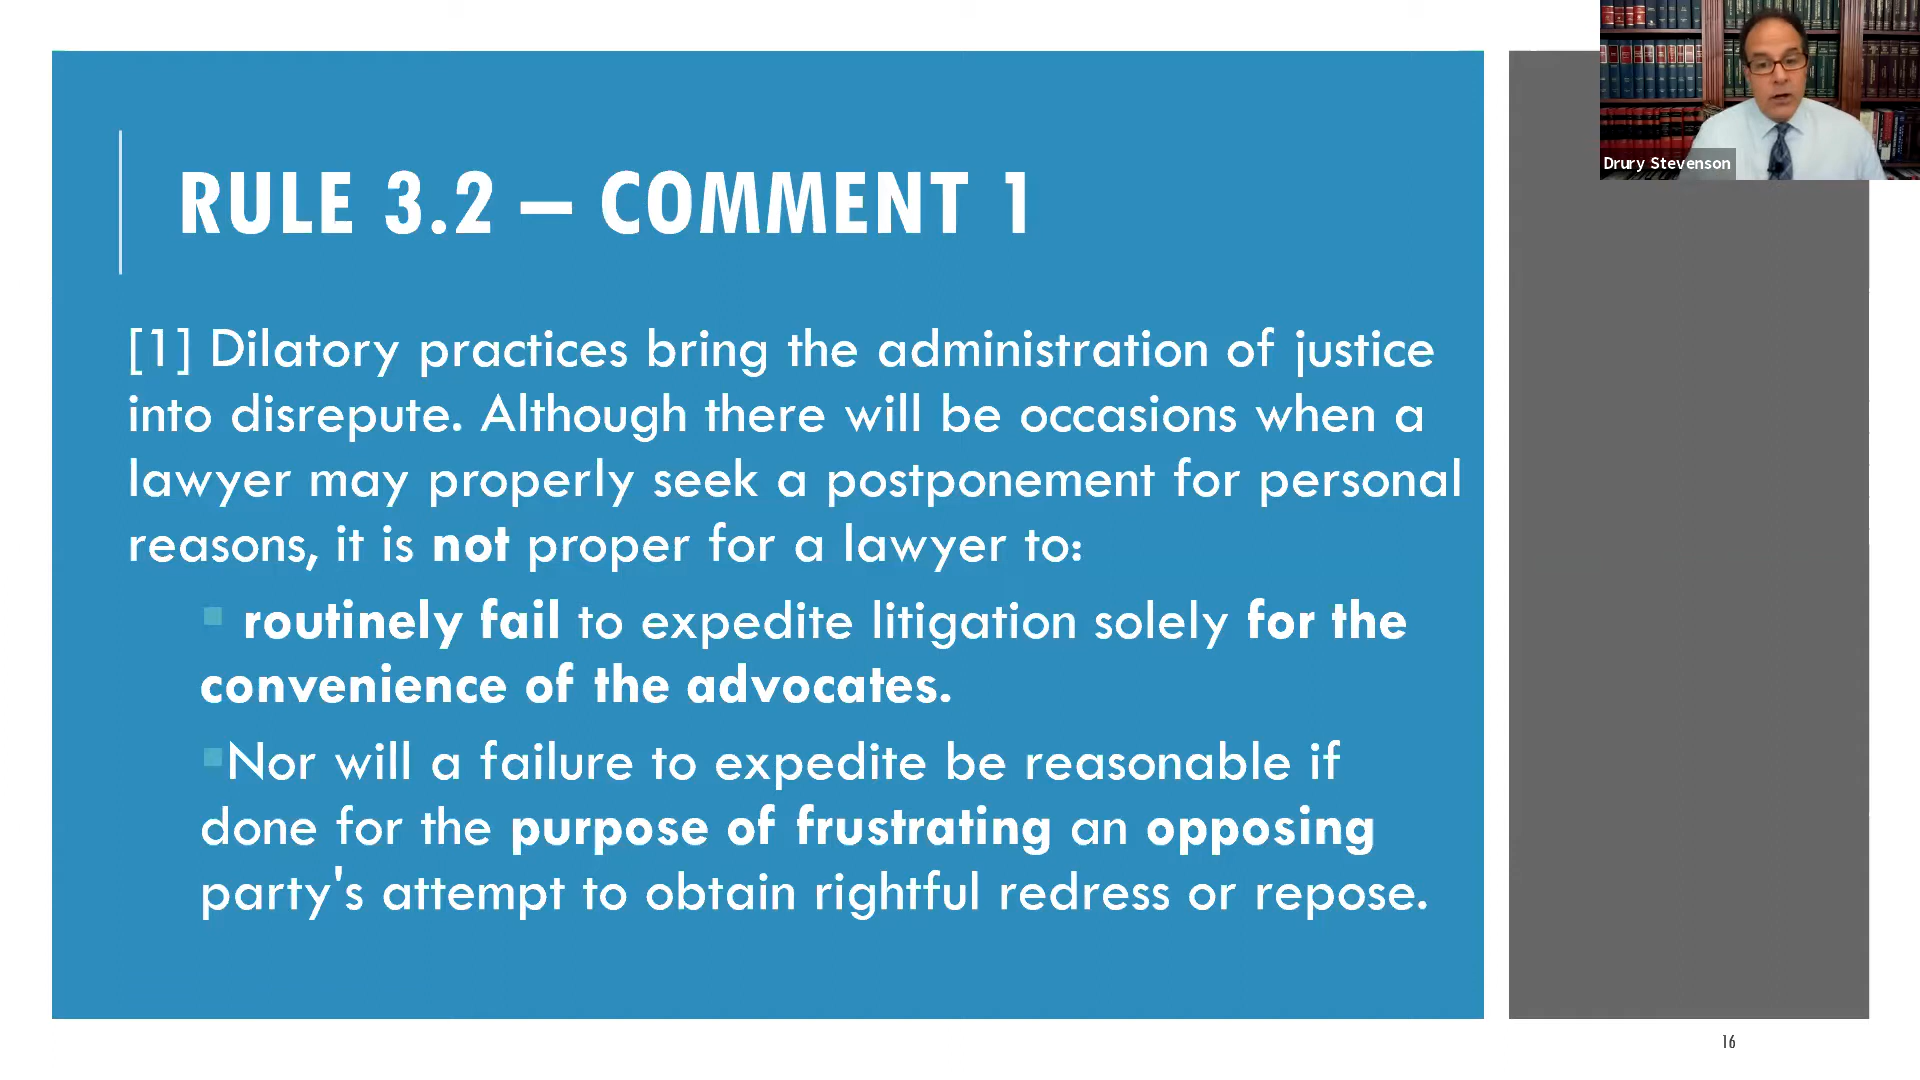 RULE 3.2 – COMMENT 1
[1] Dilatory practices bring the administration of justice
into disrepute. Although there will be occasions when a
lawyer may properly seek a postponement for personal
reasons, it is not proper for a lawyer to:
▪ routinely fail to expedite litigation solely for the
convenience of the advocates.
▪Nor will a failure to expedite be reasonable if
done for the purpose of frustrating an opposing
party's attempt to obtain rightful redress or repose.
Drury Stevenson
16